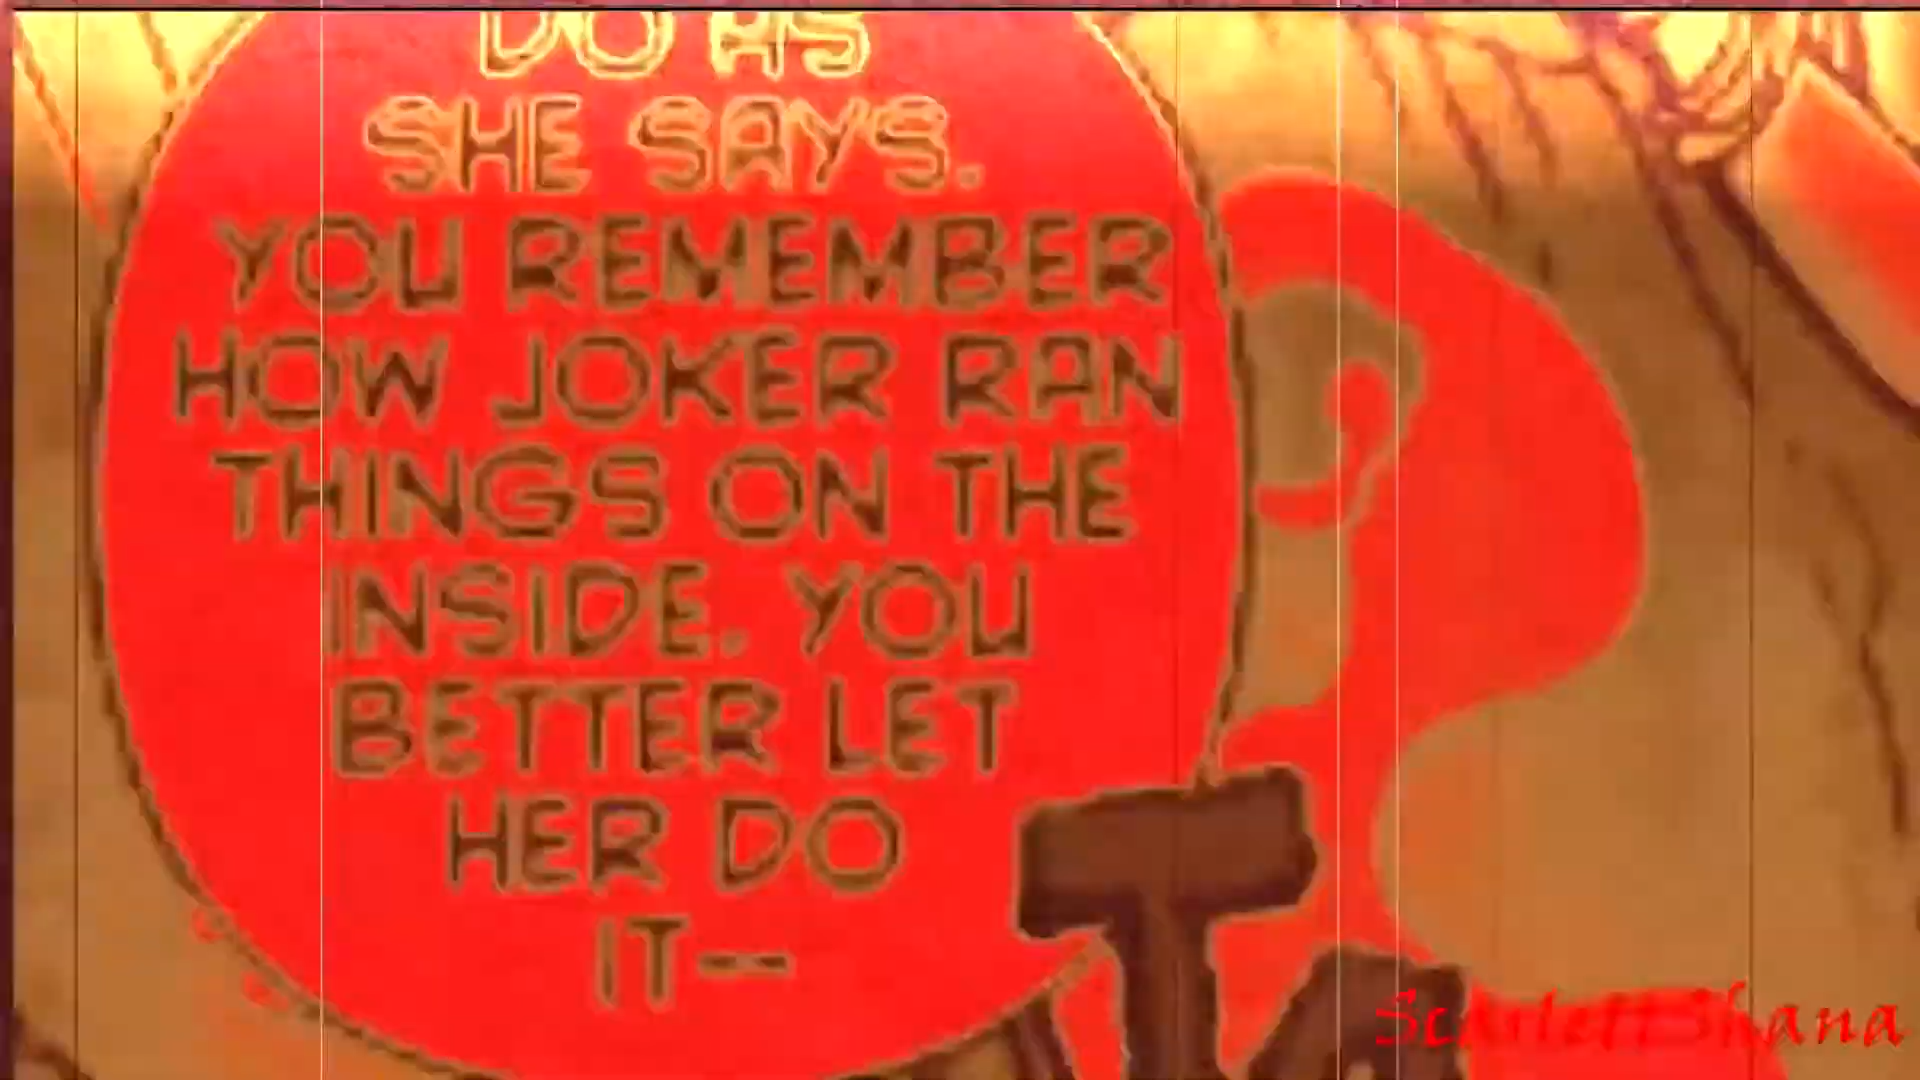 DO AS
SHE SAYS.
YOU REMEMBER
HOW JOKER RAN
THINGS ON THE
INSIDE. YOU
BETTER LET
HER DO
IT--
ScarlettShana